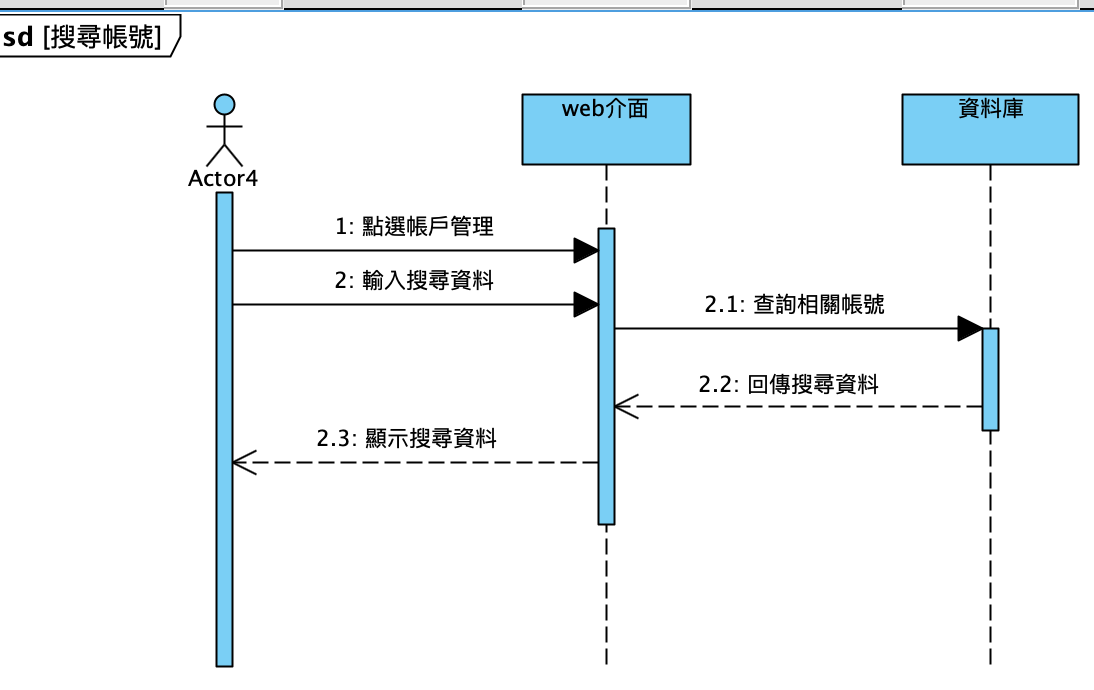 sd [搜尋帳號]
web介面
資料庫
Actor4
1: 點選帳戶管理
2: 輸入搜尋資料
2.1: 查詢相關帳號
2.2: 回傳搜尋資料
2.3: 顯示搜尋資料